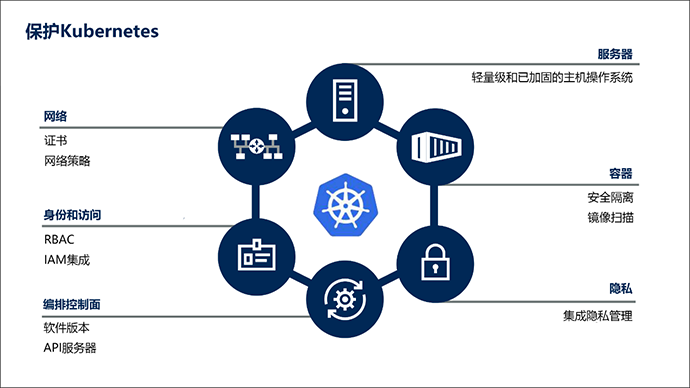 保护Kubernetes
服务器
轻量级和已加固的主机操作系统
网络
证书
网络策略
容器
安全隔离
镜像扫描
身份和访问
RBAC
IAM集成
隐私
集成隐私管理
编排控制面
软件版本
API服务器